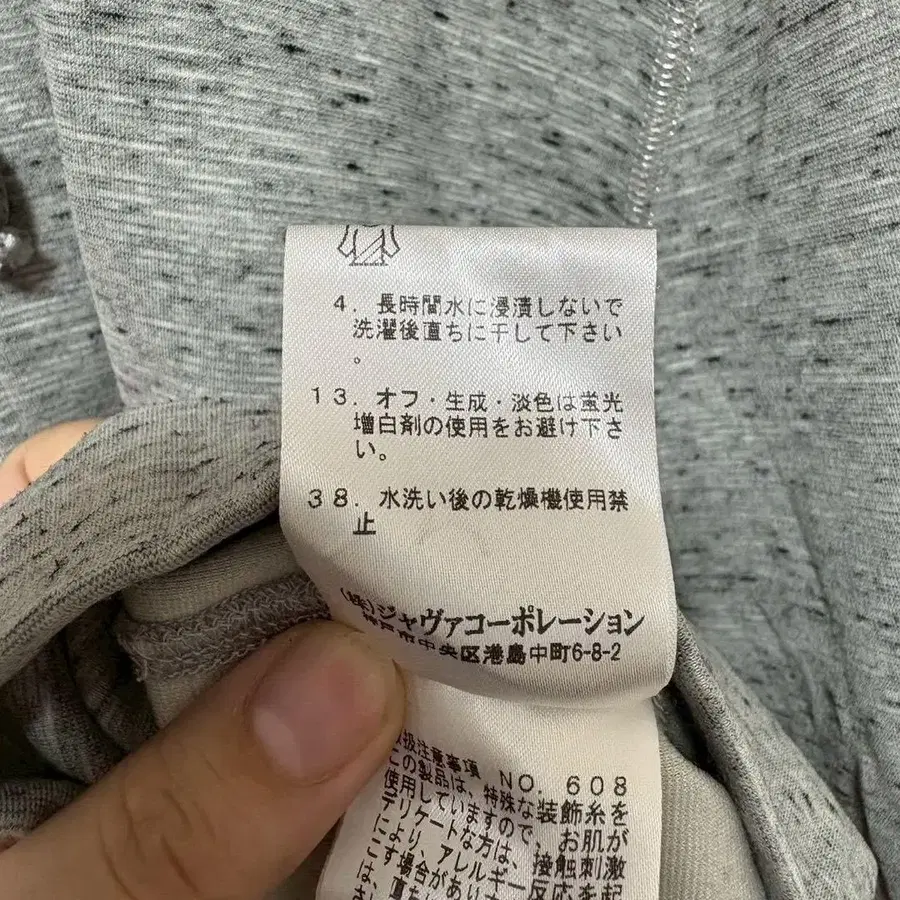 4. 長時間水に浸漬しないで
洗濯後直ちに干して下さい
。
13. オフ・生成・淡色は蛍光
増白剤の使用をお避け下さ
い。
38. 水洗い後の乾燥機使用禁
止
(株)ジャヴァコーポレーション
神戸市中央区港島中町6-8-2
取扱注意事項 NO. 608
この製品は、特殊な装飾糸を
使用していますので、お肌が
デリケートな方は、接触刺激
により、アレルギー反応を起
こす場合があり
は、直ち